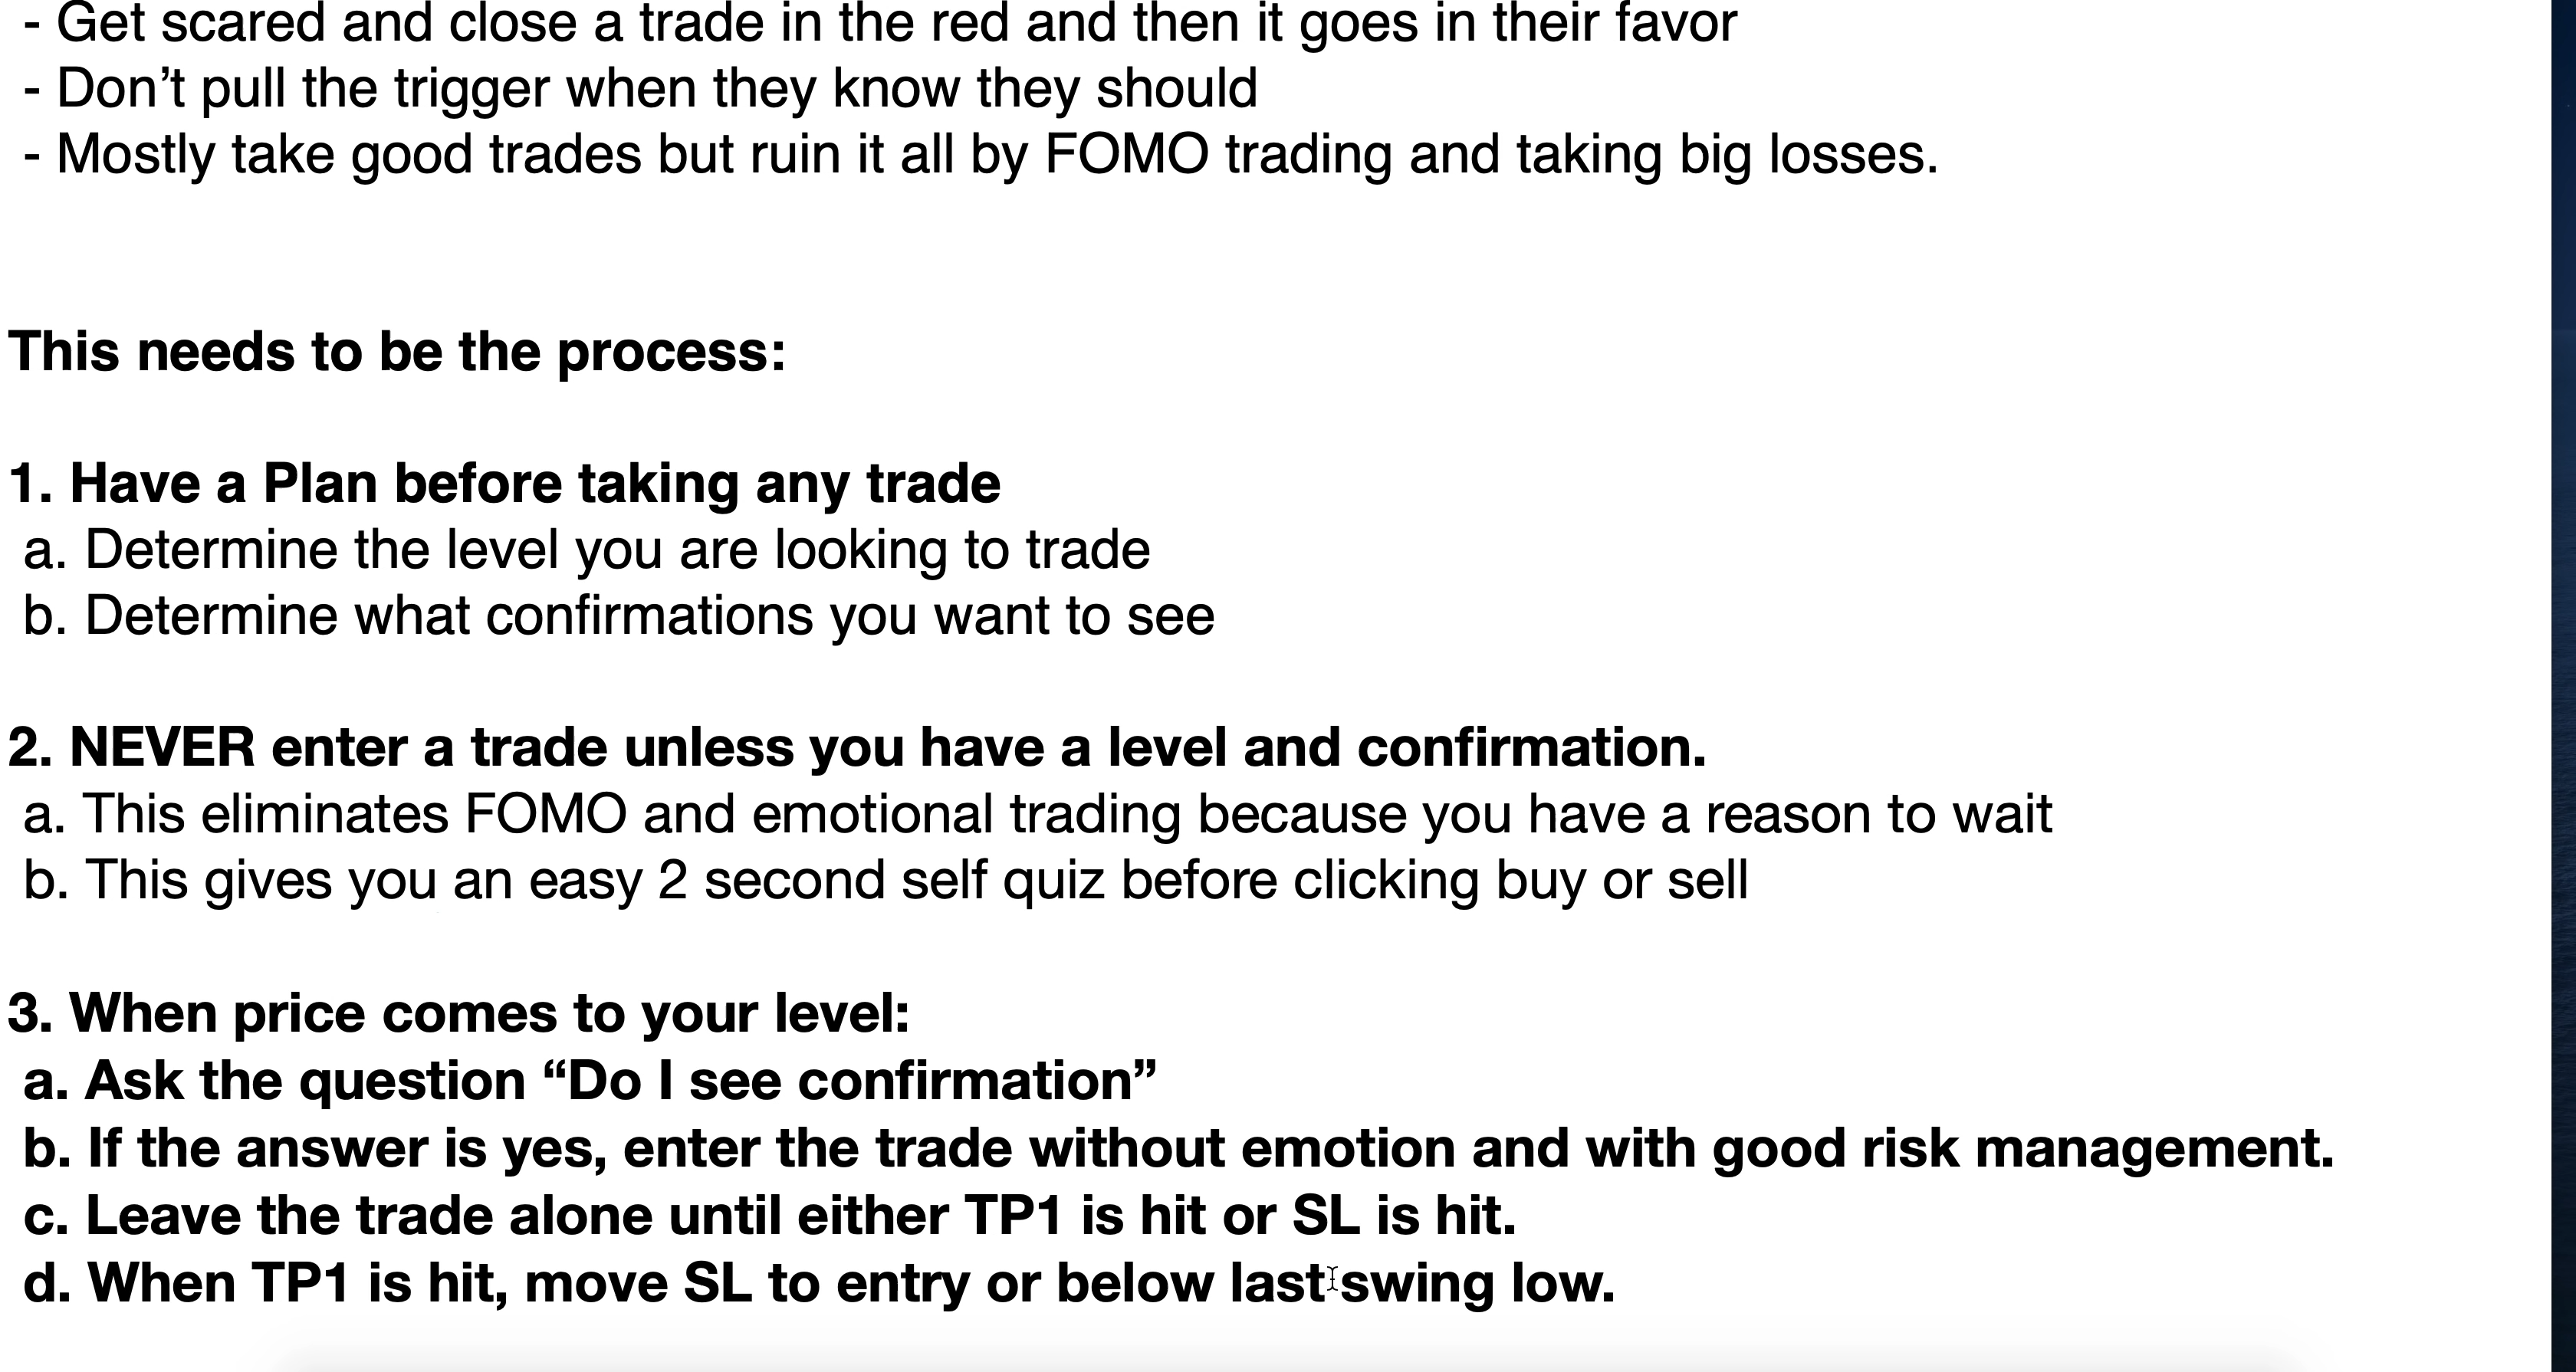 - Get scared and close a trade in the red and then it goes in their favor
- Don’t pull the trigger when they know they should
- Mostly take good trades but ruin it all by FOMO trading and taking big losses.
This needs to be the process:
1. Have a Plan before taking any trade
a. Determine the level you are looking to trade
b. Determine what confirmations you want to see
2. NEVER enter a trade unless you have a level and confirmation.
a. This eliminates FOMO and emotional trading because you have a reason to wait
b. This gives you an easy 2 second self quiz before clicking buy or sell
3. When price comes to your level:
a. Ask the question “Do I see confirmation”
b. If the answer is yes, enter the trade without emotion and with good risk management.
c. Leave the trade alone until either TP1 is hit or SL is hit.
d. When TP1 is hit, move SL to entry or below last swing low.